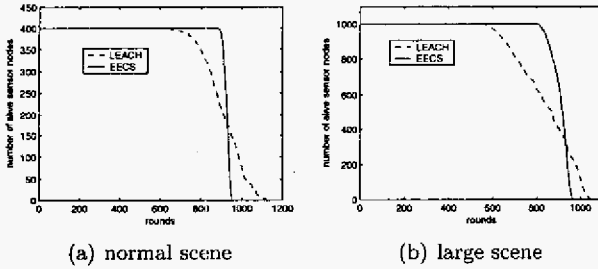 450
400
350
300
250
200
150
100
50
0
number of alive sensor nodes
LEACH
EECS
0 200 400 600 800 1000 1200
rounds
(a) normal scene
1000
800
600
400
200
0
number of alive sensor nodes
LEACH
EECS
0 200 400 600 800 1000
rounds
(b) large scene